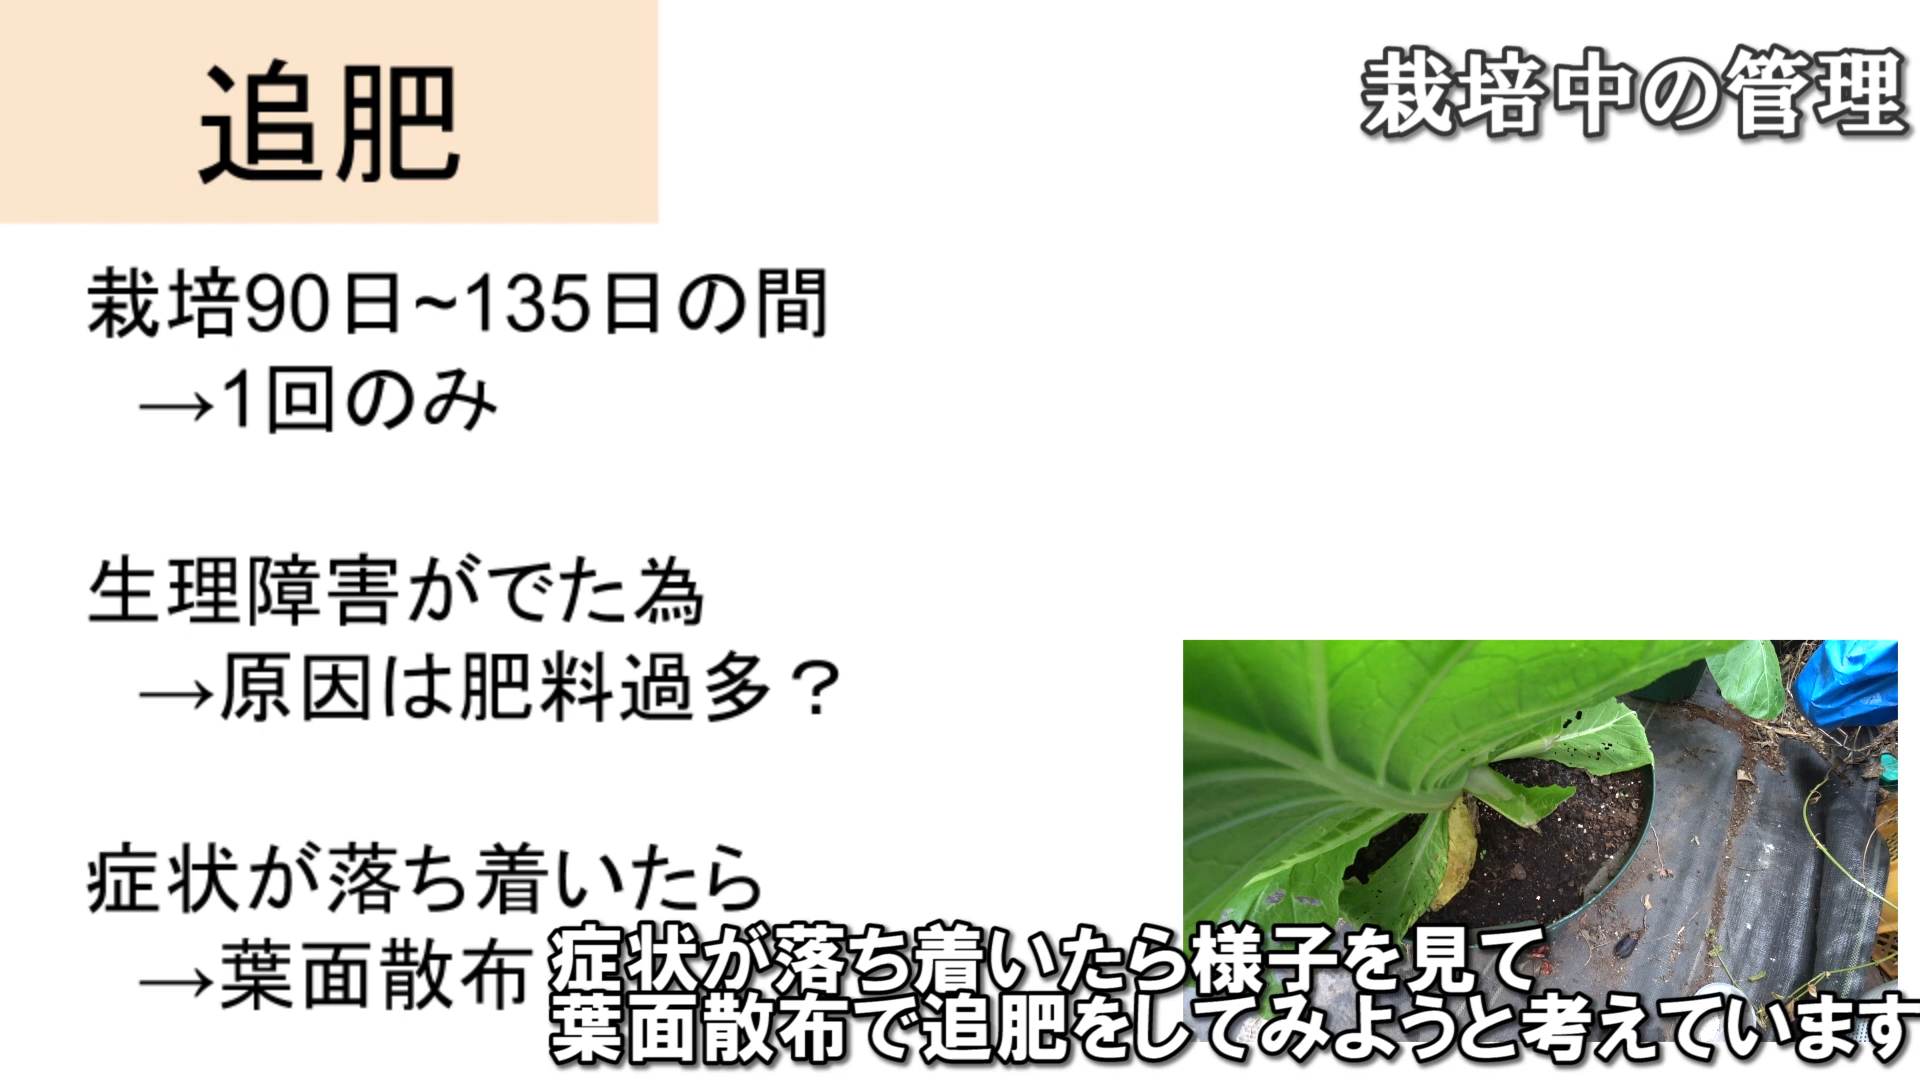 追肥
栽培中の管理
栽培90日~135日の間
→1回のみ
生理障害がでた為
→原因は肥料過多？
症状が落ち着いたら
→葉面散布
症状が落ち着いたら様子を見て
葉面散布で追肥をしてみようと考えています